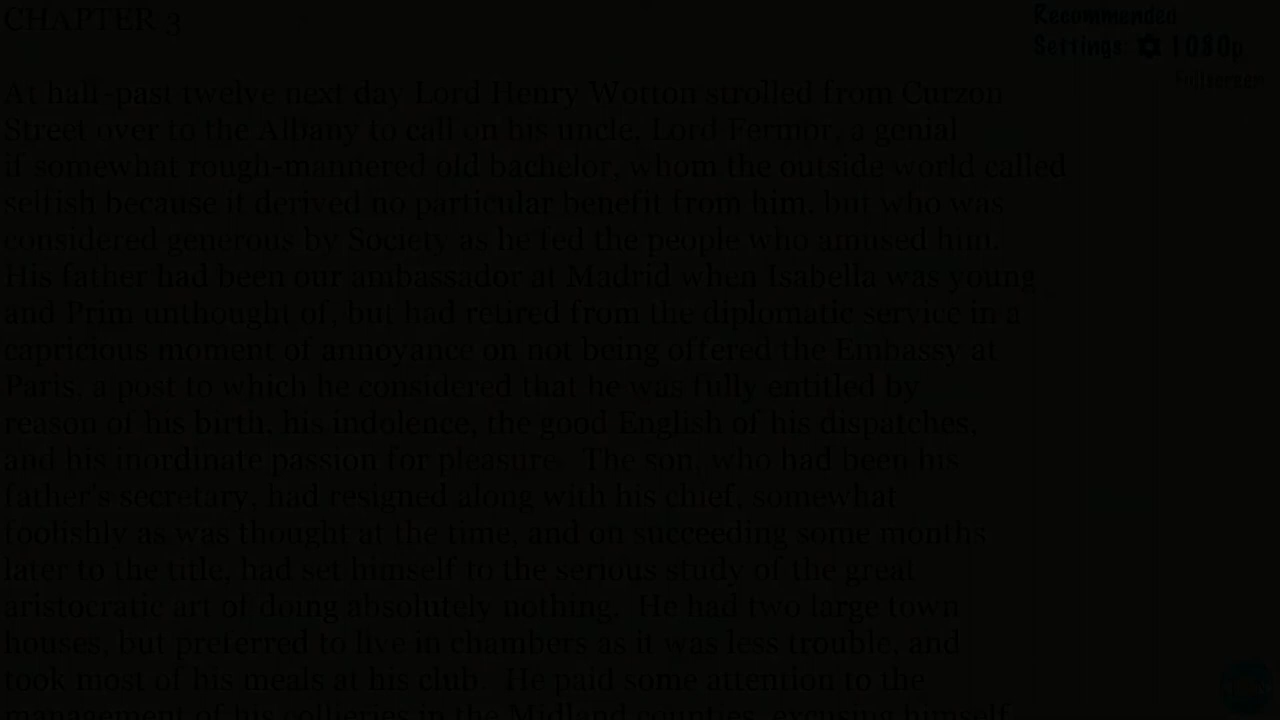 CHAPTER 3
Recommended
Settings: 1080p
Fullscreen
At half-past twelve next day Lord Henry Wotton strolled from Curzon
Street over to the Albany to call on his uncle, Lord Fermor, a genial
if somewhat rough-mannered old bachelor, whom the outside world called
selfish because it derived no particular benefit from him, but who was
considered generous by Society as he fed the people who amused him.
His father had been our ambassador at Madrid when Isabella was young
and Prim unthought of, but had retired from the diplomatic service in a
capricious moment of annoyance on not being offered the Embassy at
Paris, a post to which he considered that he was fully entitled by
reason of his birth, his indolence, the good English of his dispatches,
and his inordinate passion for pleasure. The son, who had been his
father's secretary, had resigned along with his chief, somewhat
foolishly as was thought at the time, and on succeeding some months
later to the title, had set himself to the serious study of the great
aristocratic art of doing absolutely nothing. He had two large town
houses, but preferred to live in chambers as it was less trouble, and
took most of his meals at his club. He paid some attention to the
management of his collieries in the Midland counties, excusing himself